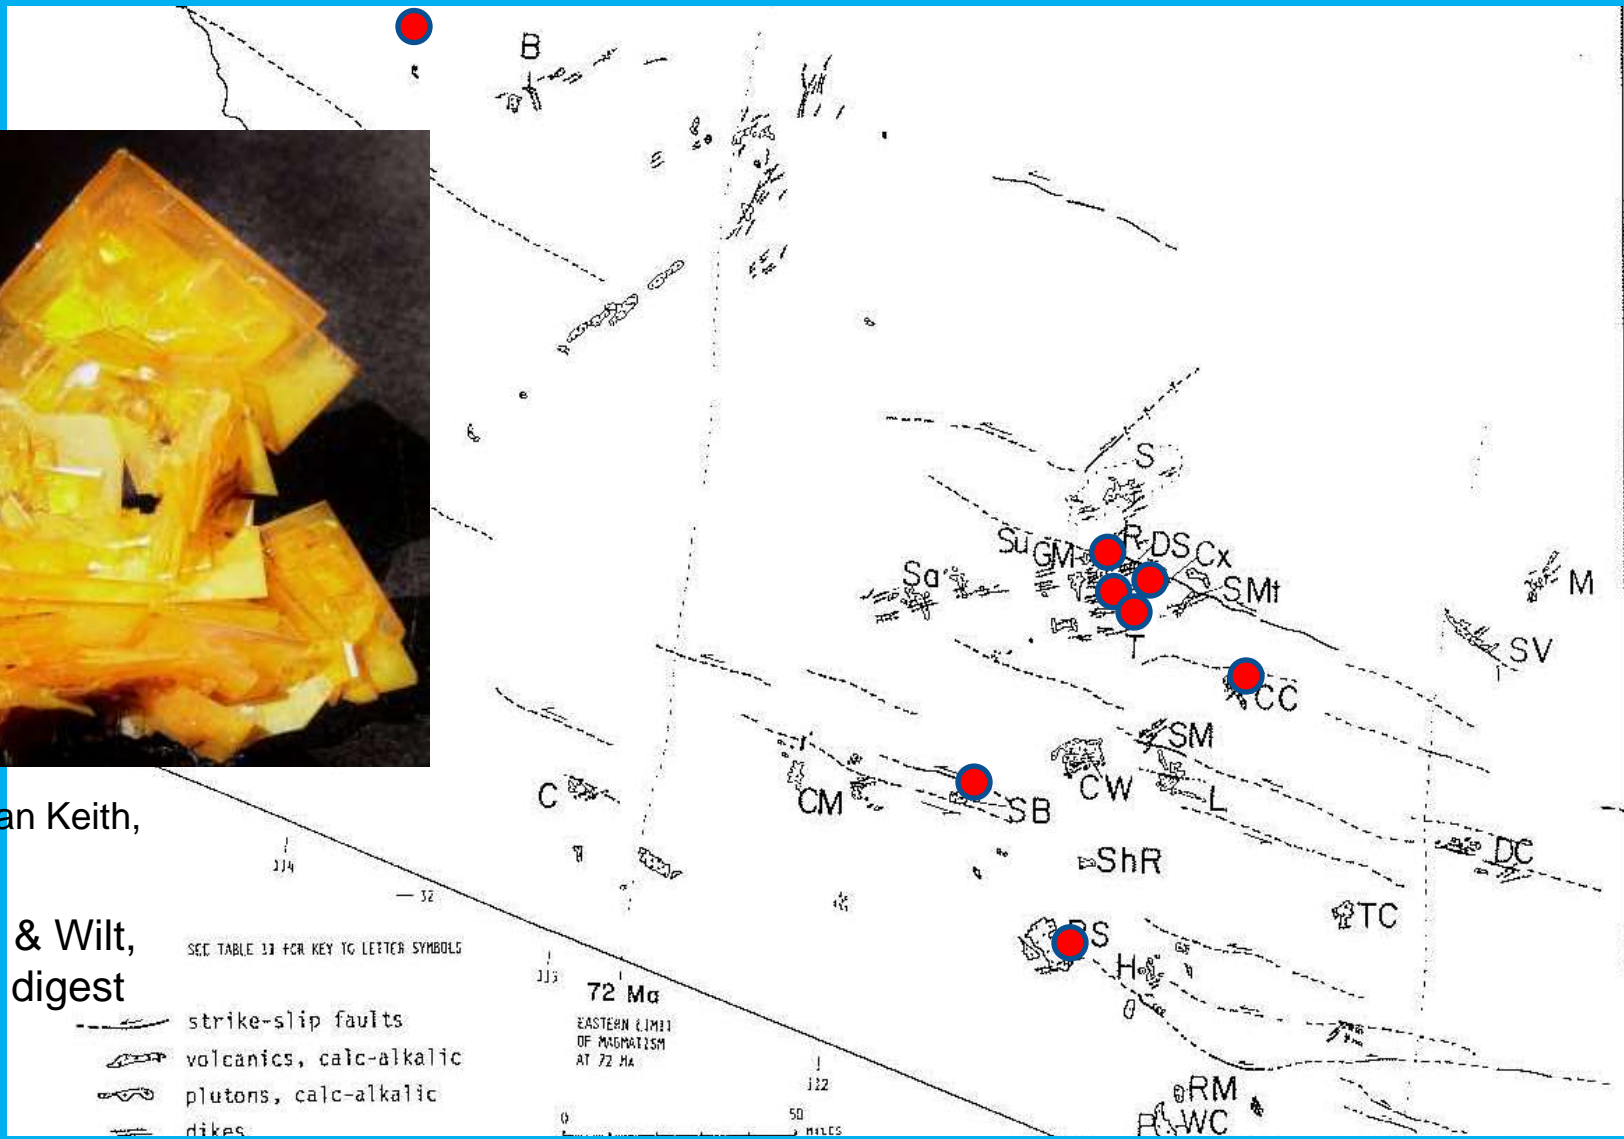 B
S
Su GM R DS Cx
Sa
SMt
M
T
SV
CC
SM
C
CM
SB
CW
L
an Keith,
114
ShR
DC
32
TC
& Wilt,
SEE TABLE 11 FOR KEY TO LETTER SYMBOLS
digest
113
H
72 Ma
strike-slip faults
EASTERN LIMIT
OF MAGMATISM
AT 72 MA
volcanics, calc-alkalic
112
plutons, calc-alkalic
RM
0
50
MILES
WC
dikes